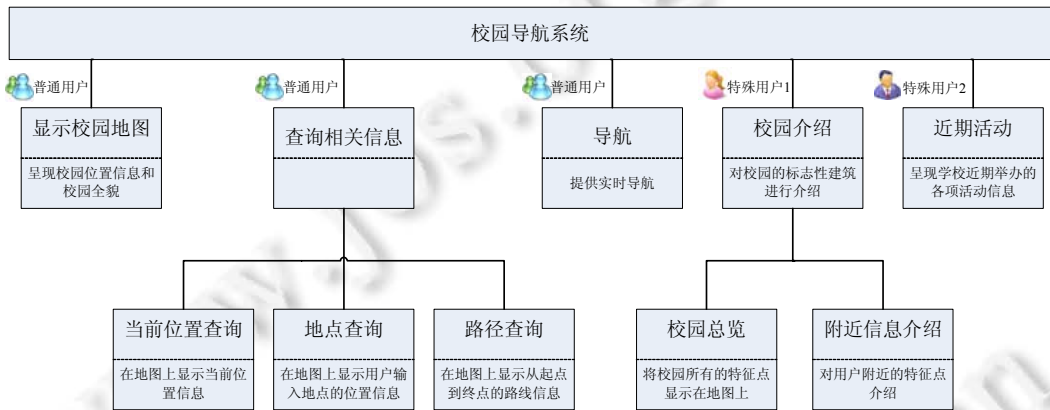 校园导航系统
普通用户
普通用户
普通用户
特殊用户1
特殊用户2
显示校园地图
呈现校园位置信息和
校园全貌
查询相关信息
导航
提供实时导航
校园介绍
对校园的标志性建筑
进行介绍
近期活动
呈现学校近期举办的
各项活动信息
当前位置查询
在地图上显示当前位
置信息
地点查询
在地图上显示用户输
入地点的位置信息
路径查询
在地图上显示从起点
到终点的路线信息
校园总览
将校园所有的特征点
显示在地图上
附近信息介绍
对用户附近的特征点
介绍